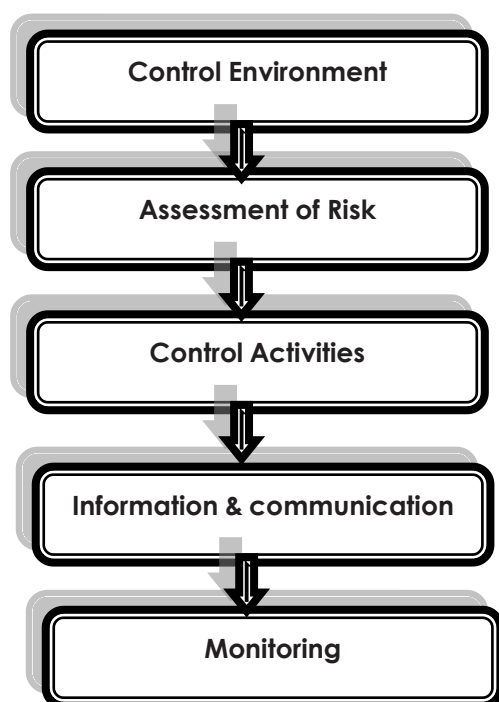 Control Environment
Assessment of Risk
Control Activities
Information & communication
Monitoring